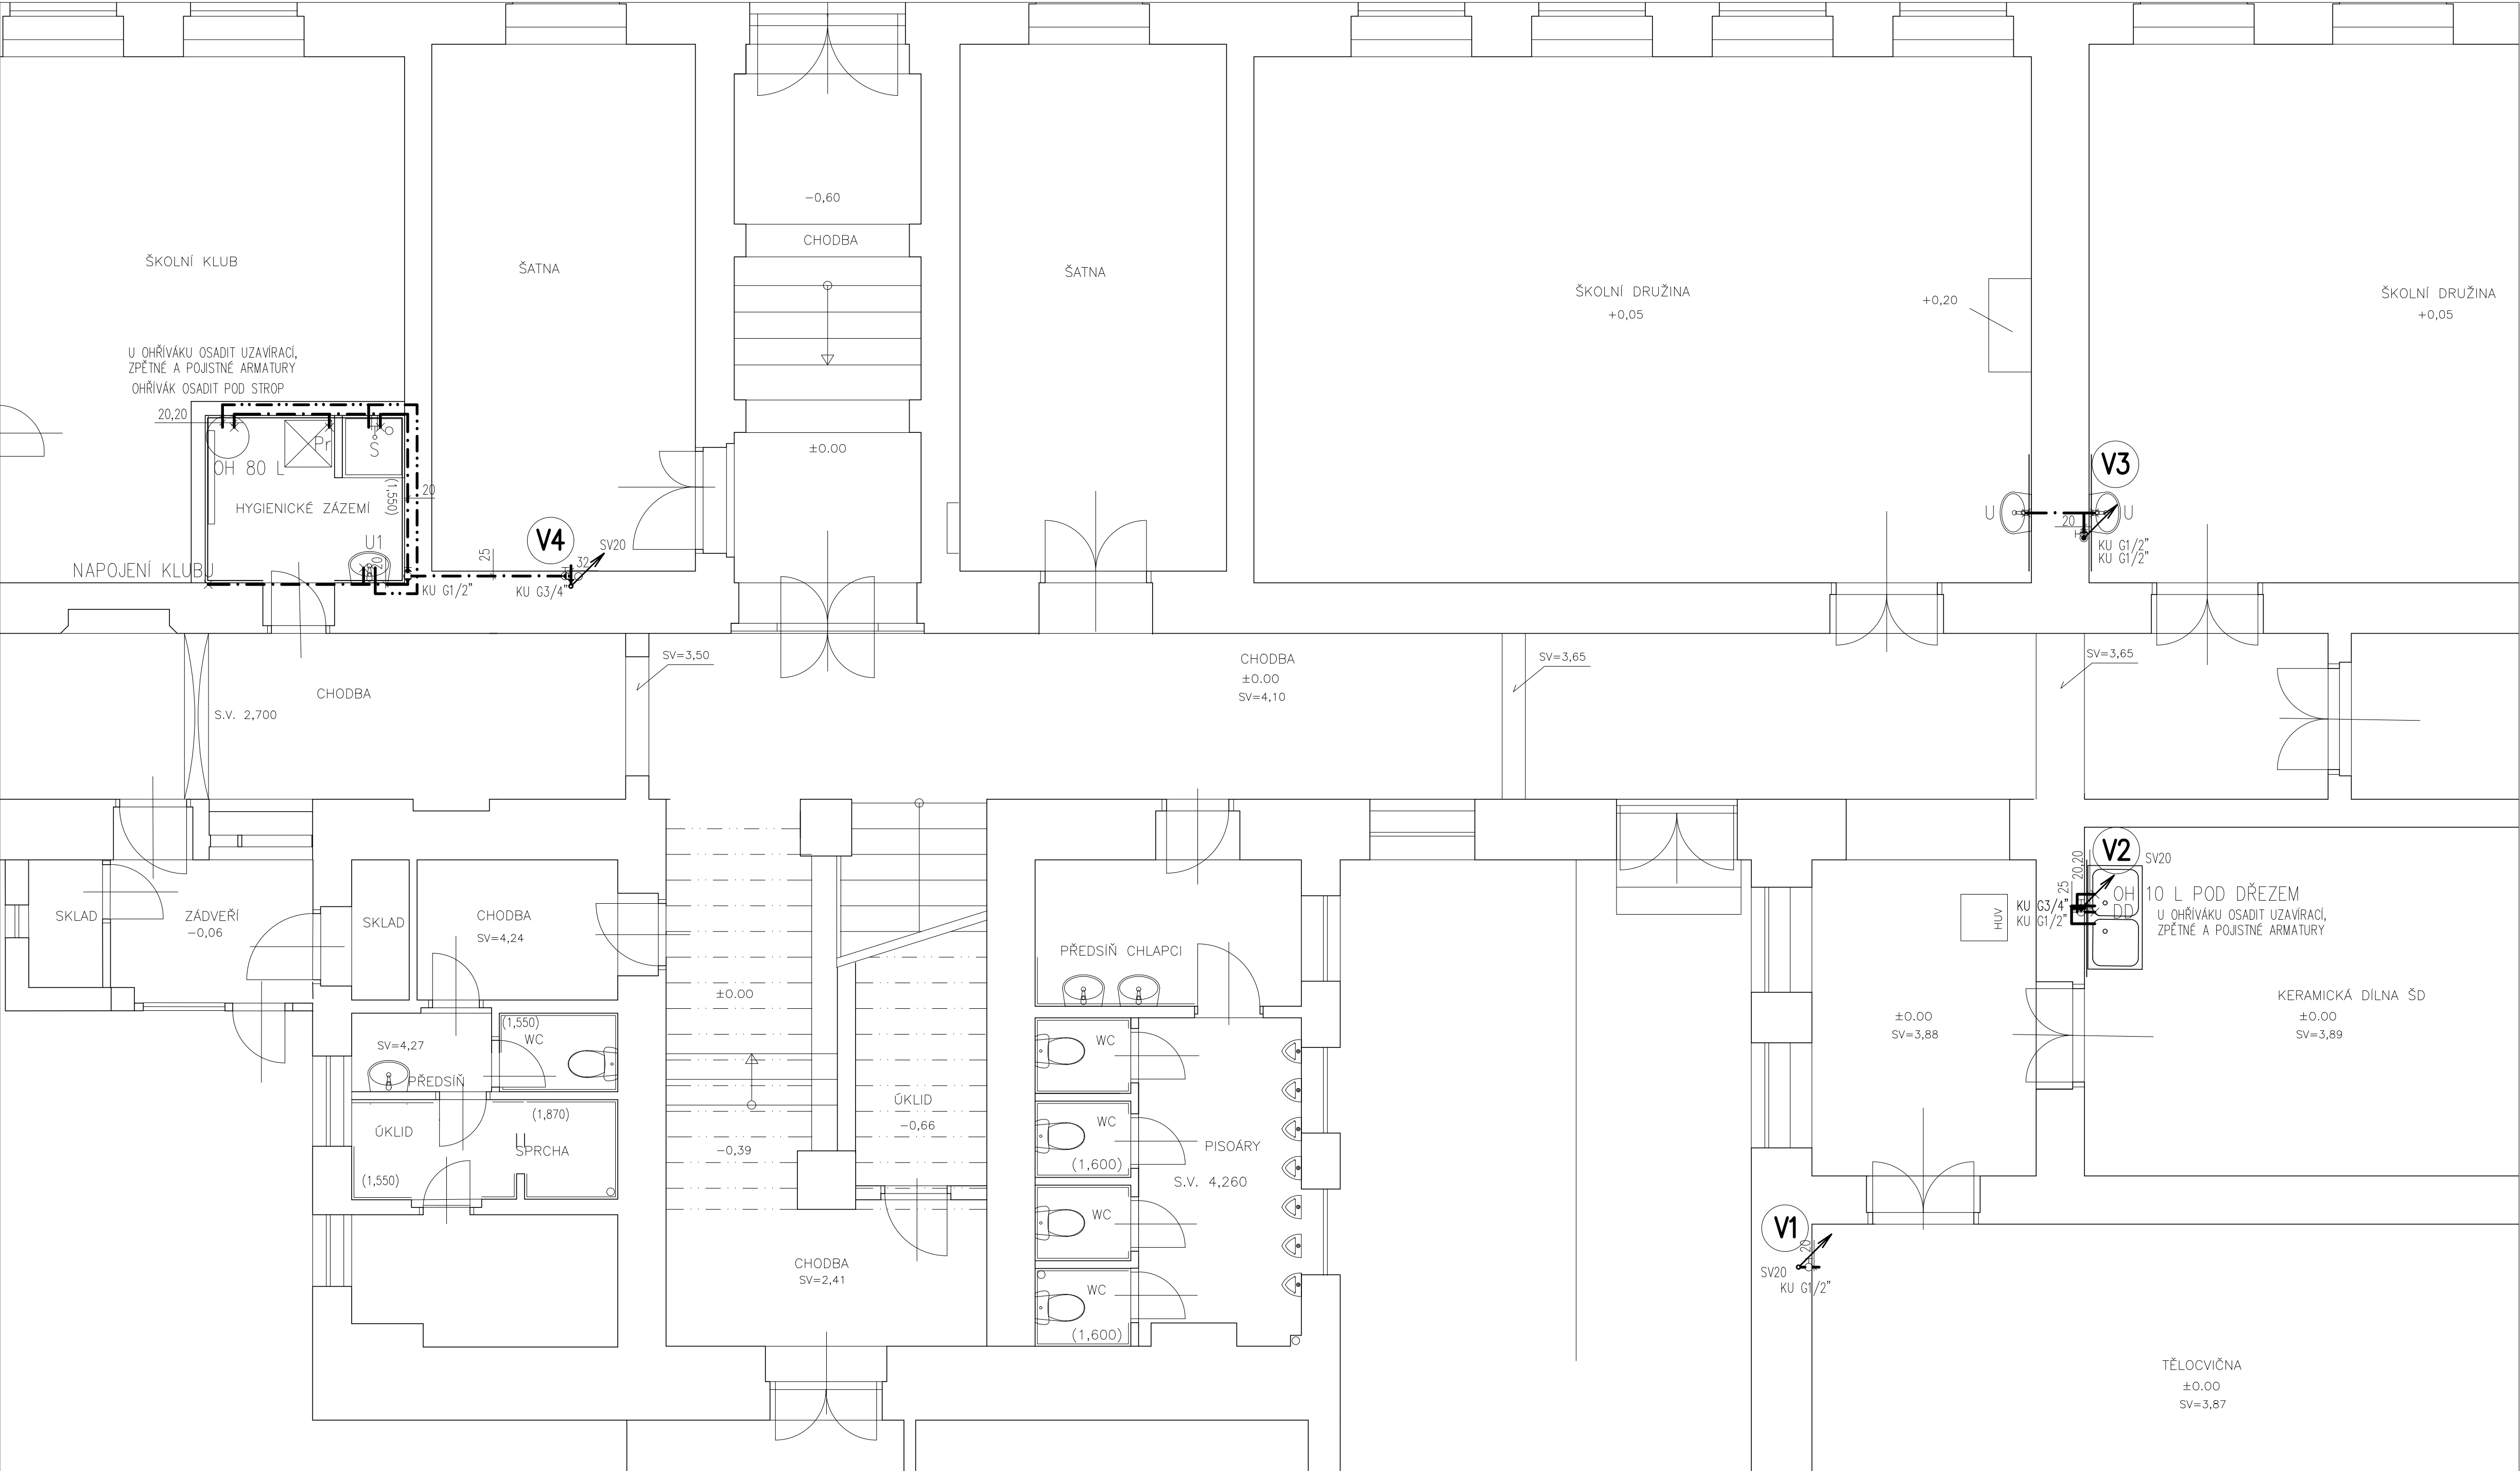 -0,60
CHODBA
ŠKOLNÍ KLUB
ŠATNA
ŠATNA
ŠKOLNÍ DRUŽINA
+0,05
+0,20
ŠKOLNÍ DRUŽINA
+0,05
U OHŘÍVÁKU OSADIT UZAVÍRACÍ,
ZPĚTNÉ A POJISTNÉ ARMATURY
OHŘÍVÁK OSADIT POD STROP
20,20
Pr
S
OH 80 L
(1,550)
20
HYGIENICKÉ ZÁZEMÍ
U1
20
NAPOJENÍ KLUBU
KU G1/2"
25
V4
SV20
32
KU G3/4"
±0.00
V3
U
U
20
KU G1/2"
KU G1/2"
SV=3,50
CHODBA
±0.00
SV=4,10
SV=3,65
SV=3,65
CHODBA
S.V. 2,700
SKLAD
ZÁDVEŘÍ
-0,06
SKLAD
CHODBA
SV=4,24
PŘEDSÍŇ CHLAPCI
V2
SV20
20,20
25
OH 10 L POD DŘEZEM
DD
U OHŘÍVÁKU OSADIT UZAVÍRACÍ,
ZPĚTNÉ A POJISTNÉ ARMATURY
KU G3/4"
KU G1/2"
HUV
±0.00
KERAMICKÁ DÍLNA ŠD
±0.00
SV=3,89
±0.00
SV=3,88
(1,550)
WC
SV=4,27
PŘEDSÍŇ
WC
ÚKLID
-0,66
(1,870)
ÚKLID
SPRCHA
(1,550)
-0,39
WC
(1,600)
PISOÁRY
S.V. 4,260
WC
V1
20
SV20
KU G1/2"
CHODBA
SV=2,41
WC
(1,600)
TĚLOCVIČNA
±0.00
SV=3,87